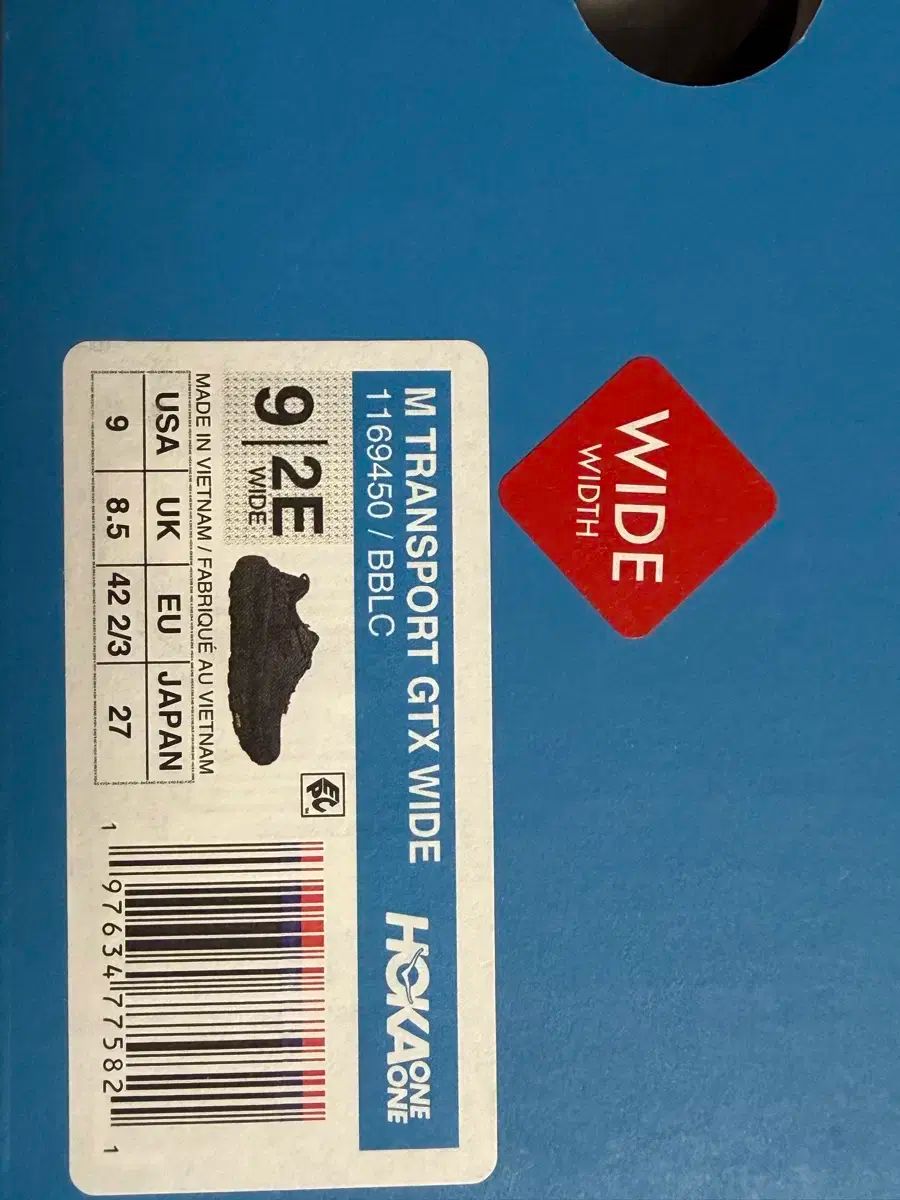 WIDE
WIDTH
M TRANSPORT GTX WIDE
1169450 / BBLC
HOKA ONE ONE
9 2E
WIDE
MADE IN VIETNAM / FABRIQUÉ AU VIETNAM
USA UK EU JAPAN
9 8.5 42 2/3 27
1 97634 77582 1